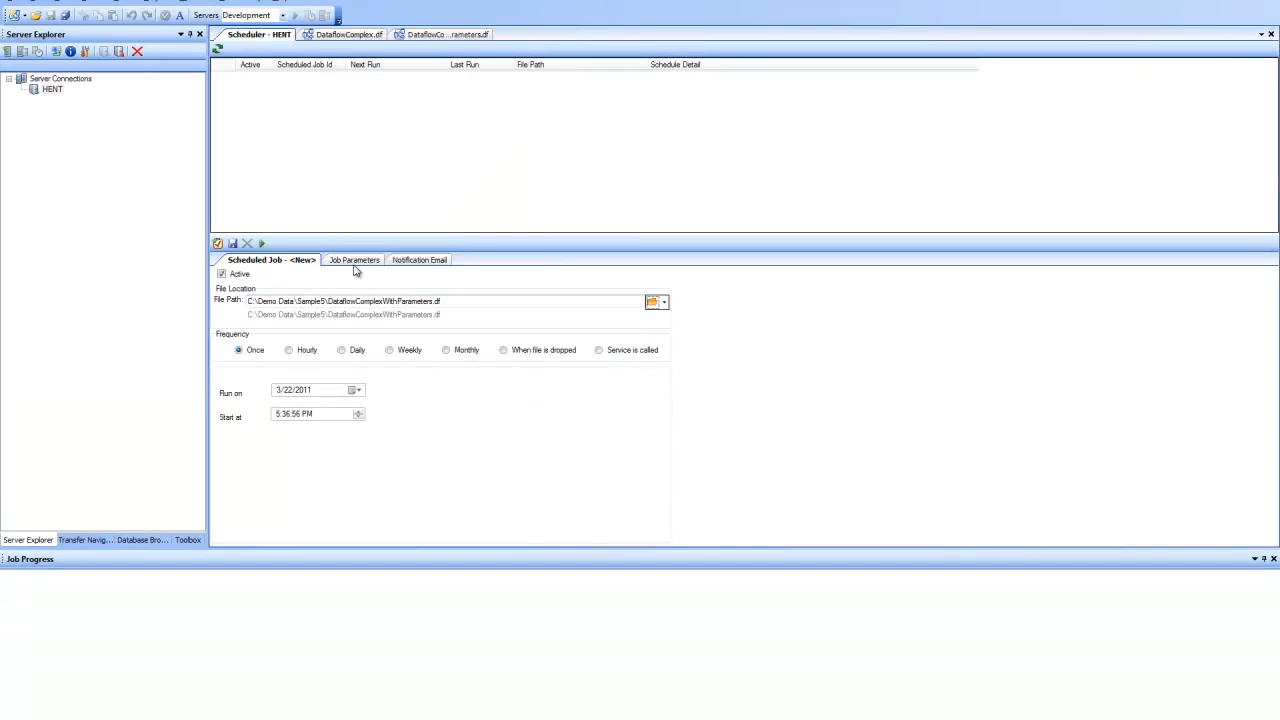 Servers Development
Server Explorer
Scheduler - HENT DataflowComplex.df DataflowCo...rameters.df
Active Scheduled Job Id Next Run Last Run File Path Schedule Detail
Server Connections
HENT
Scheduled Job - <New> Job Parameters Notification Email
Active
File Location
File Path: C:\Demo Data\Sample5\DataflowComplexWithParameters.df
C:\Demo Data\Sample5\DataflowComplexWithParameters.df
Frequency
Once Hourly Daily Weekly Monthly When file is dropped Service is called
Run on 3/22/2011
Start at 5:36:56 PM
Server Explorer Transfer Navig... Database Bro... Toolbox
Job Progress